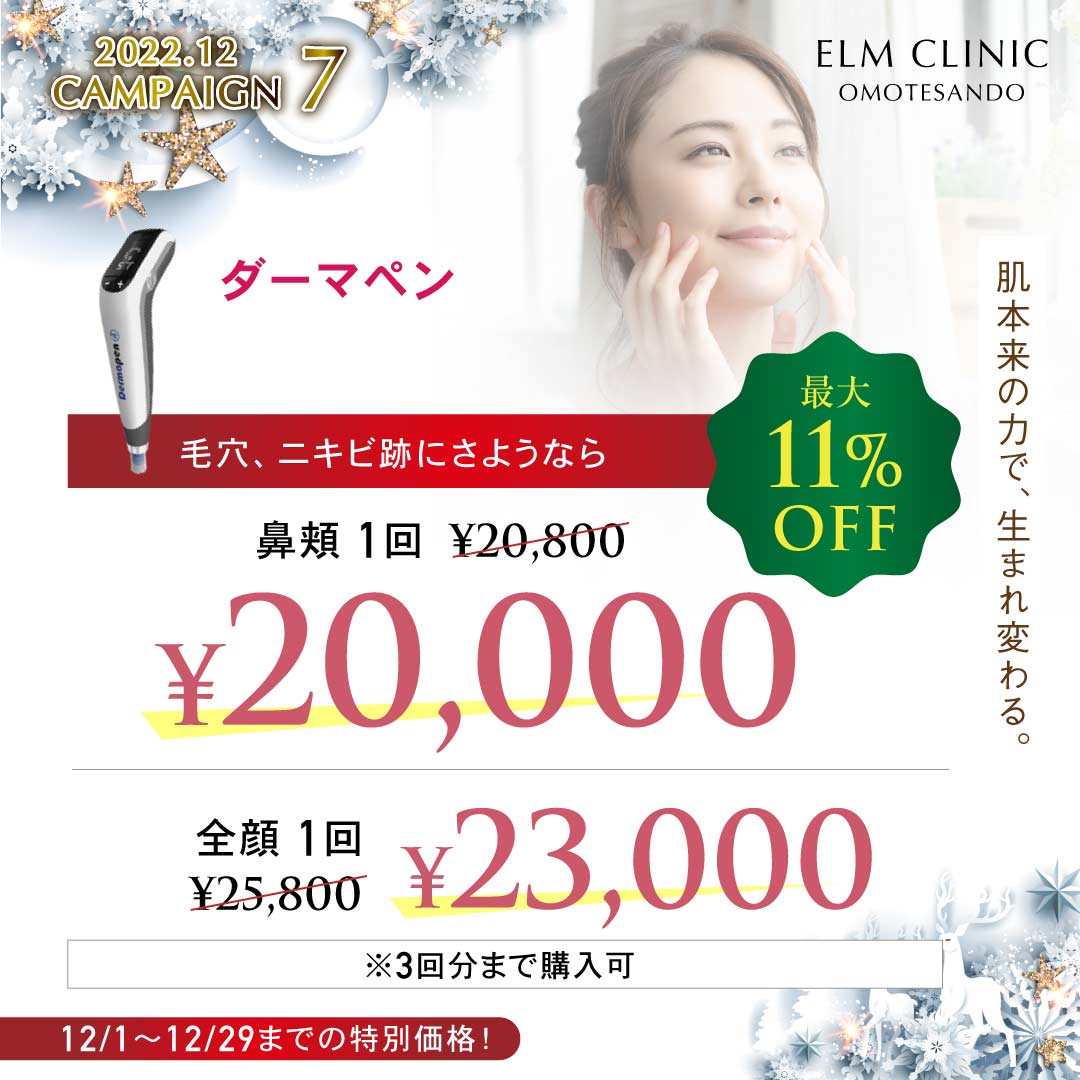 2022.12
CAMPAIGN 7
ELM CLINIC
OMOTESANDO
ダーマペン
Dermapen 4
肌本来の力で、生まれ変わる。
毛穴、ニキビ跡にさようなら
最大
11%
OFF
鼻頬 1回 ¥20,800
¥20,000
全顔 1回
¥25,800
¥23,000
※3回分まで購入可
12/1〜12/29までの特別価格！